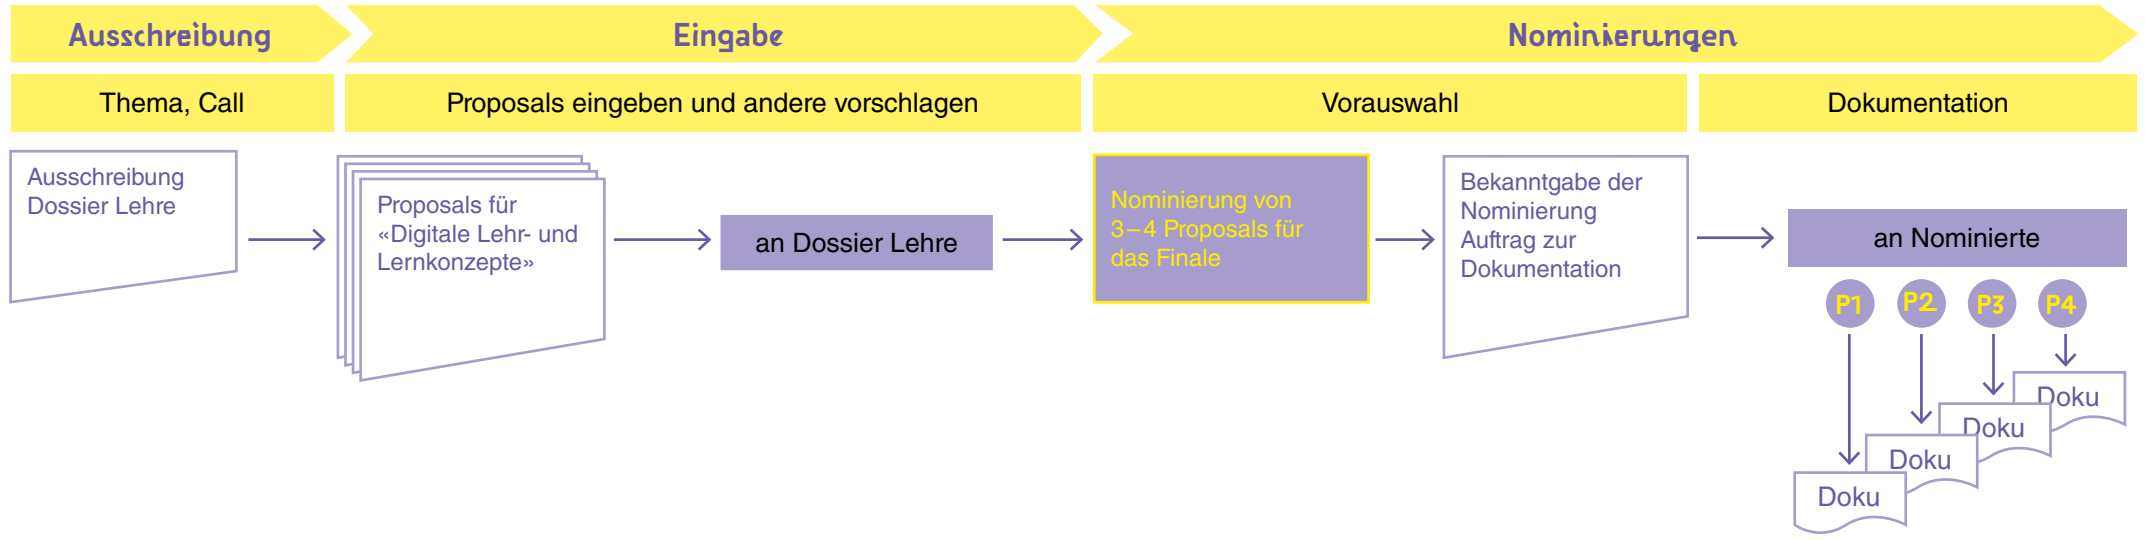 Ausschreibung
Eingabe
Nominierungen
Thema, Call
Proposals eingeben und andere vorschlagen
Vorauswahl
Dokumentation
Ausschreibung
Dossier Lehre
Proposals für
«Digitale Lehr- und
Lernkonzepte»
an Dossier Lehre
Nominierung von
3–4 Proposals für
das Finale
Bekanntgabe der
Nominierung
Auftrag zur
Dokumentation
an Nominierte
P1
P2
P3
P4
Doku
Doku
Doku
Doku